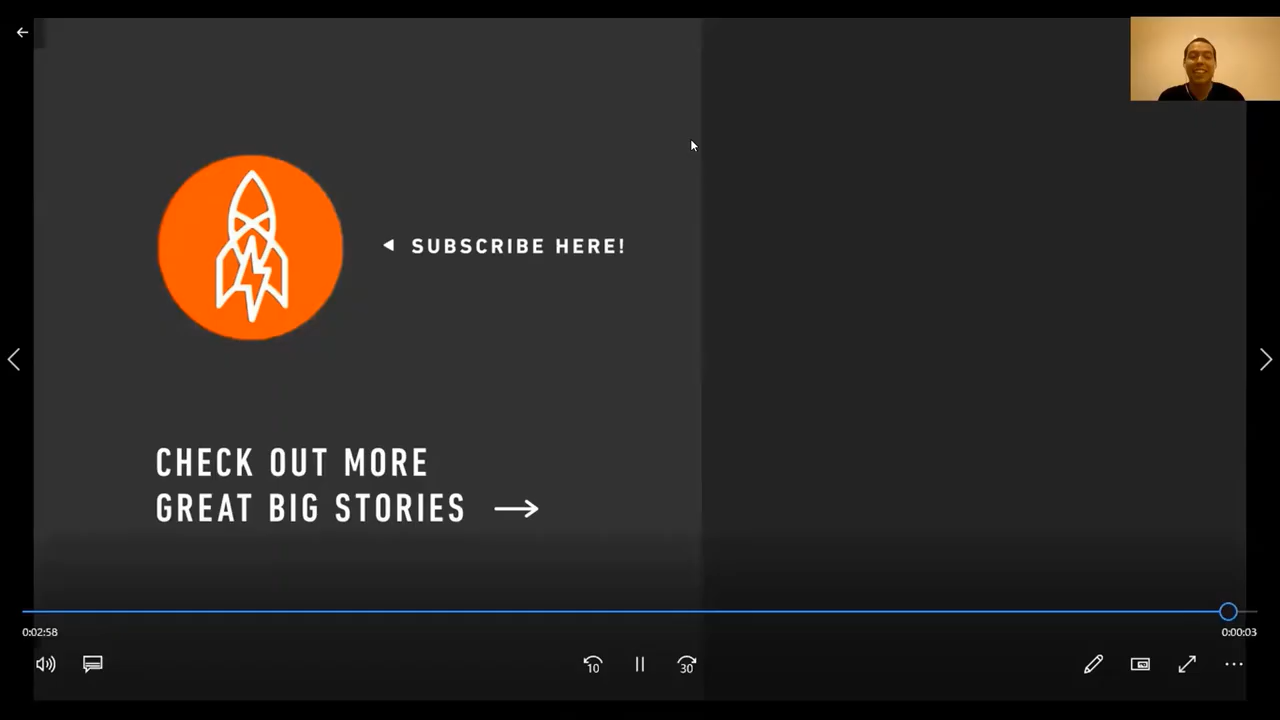 SUBSCRIBE HERE!
CHECK OUT MORE
GREAT BIG STORIES
0:02:58
0:00:03
10
30